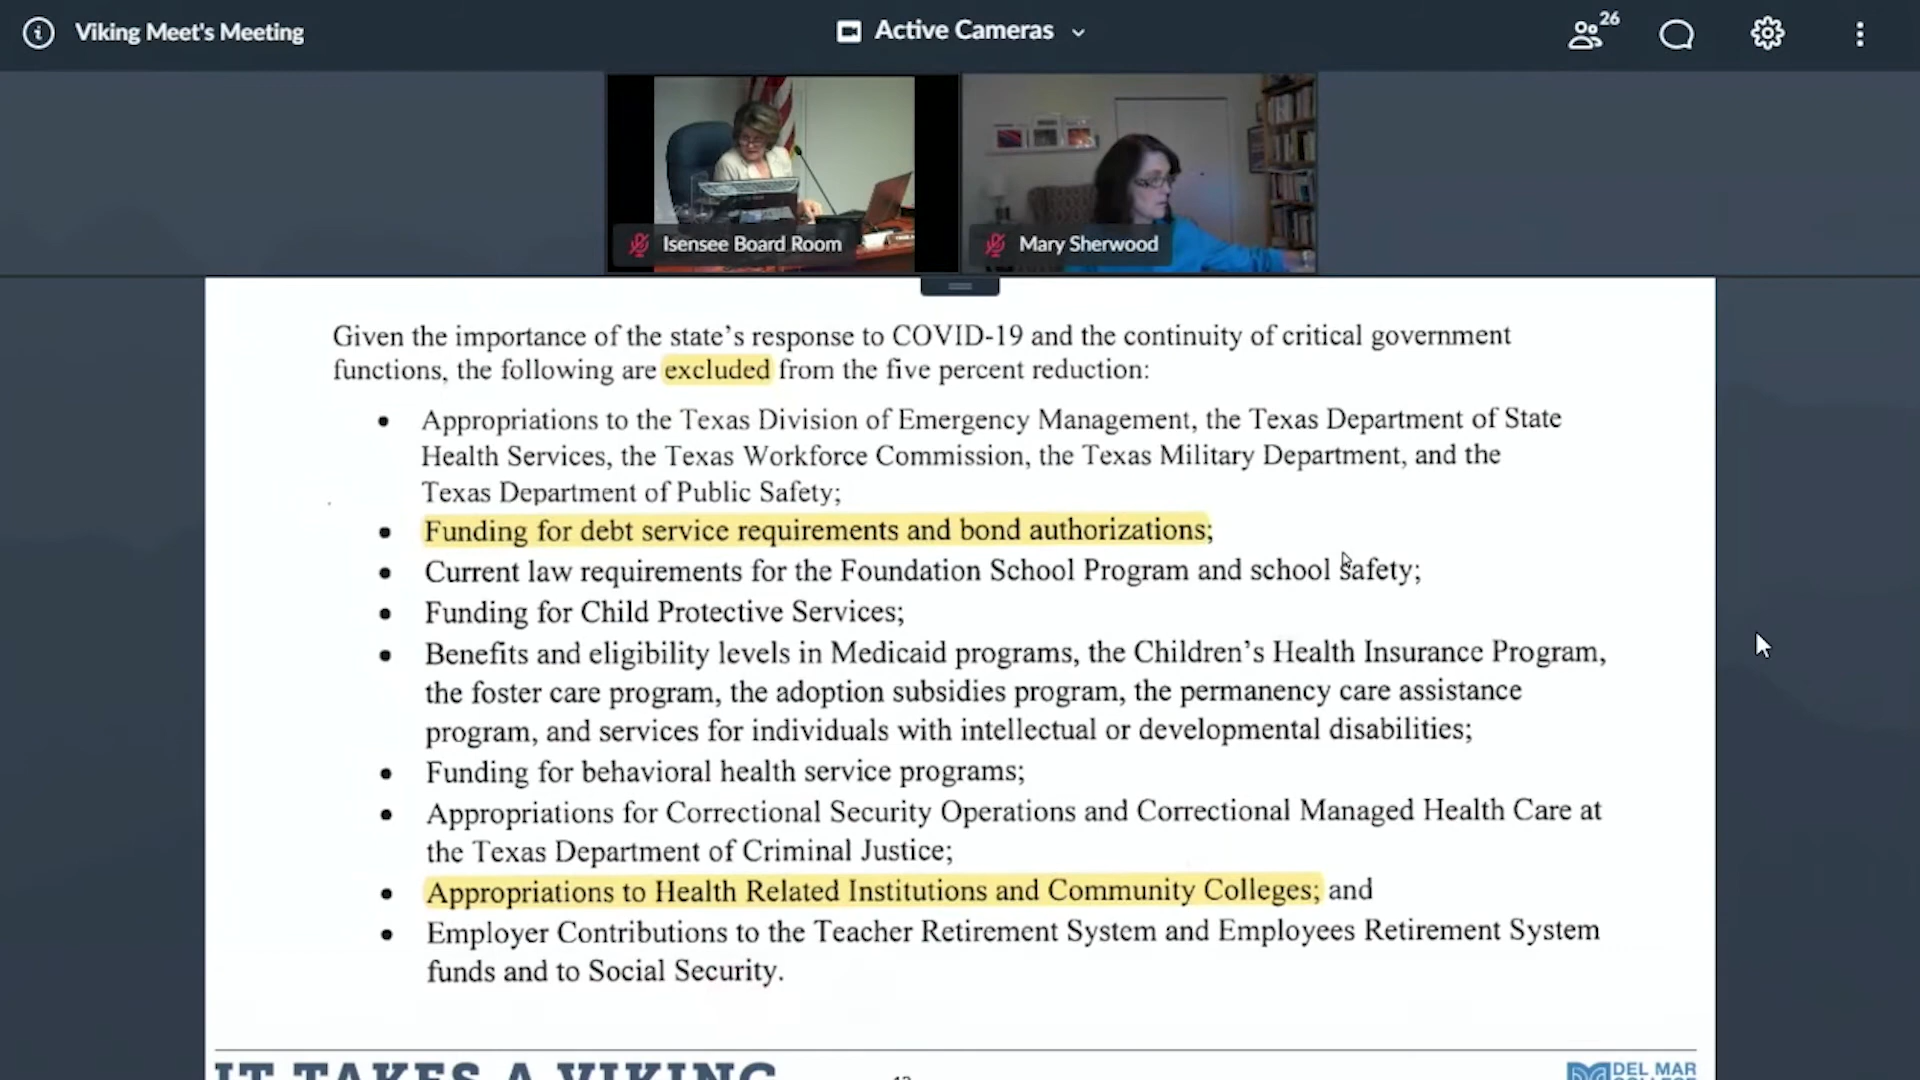 Viking Meet's Meeting
Active Cameras
26
Isensee Board Room
Mary Sherwood
Given the importance of the state's response to COVID-19 and the continuity of critical government
functions, the following are excluded from the five percent reduction:
• Appropriations to the Texas Division of Emergency Management, the Texas Department of State
Health Services, the Texas Workforce Commission, the Texas Military Department, and the
Texas Department of Public Safety;
• Funding for debt service requirements and bond authorizations;
• Current law requirements for the Foundation School Program and school safety;
• Funding for Child Protective Services;
• Benefits and eligibility levels in Medicaid programs, the Children's Health Insurance Program,
the foster care program, the adoption subsidies program, the permanency care assistance
program, and services for individuals with intellectual or developmental disabilities;
• Funding for behavioral health service programs;
• Appropriations for Correctional Security Operations and Correctional Managed Health Care at
the Texas Department of Criminal Justice;
• Appropriations to Health Related Institutions and Community Colleges; and
• Employer Contributions to the Teacher Retirement System and Employees Retirement System
funds and to Social Security.
IT TAKES A VIKING
DEL MAR
COLLEGE